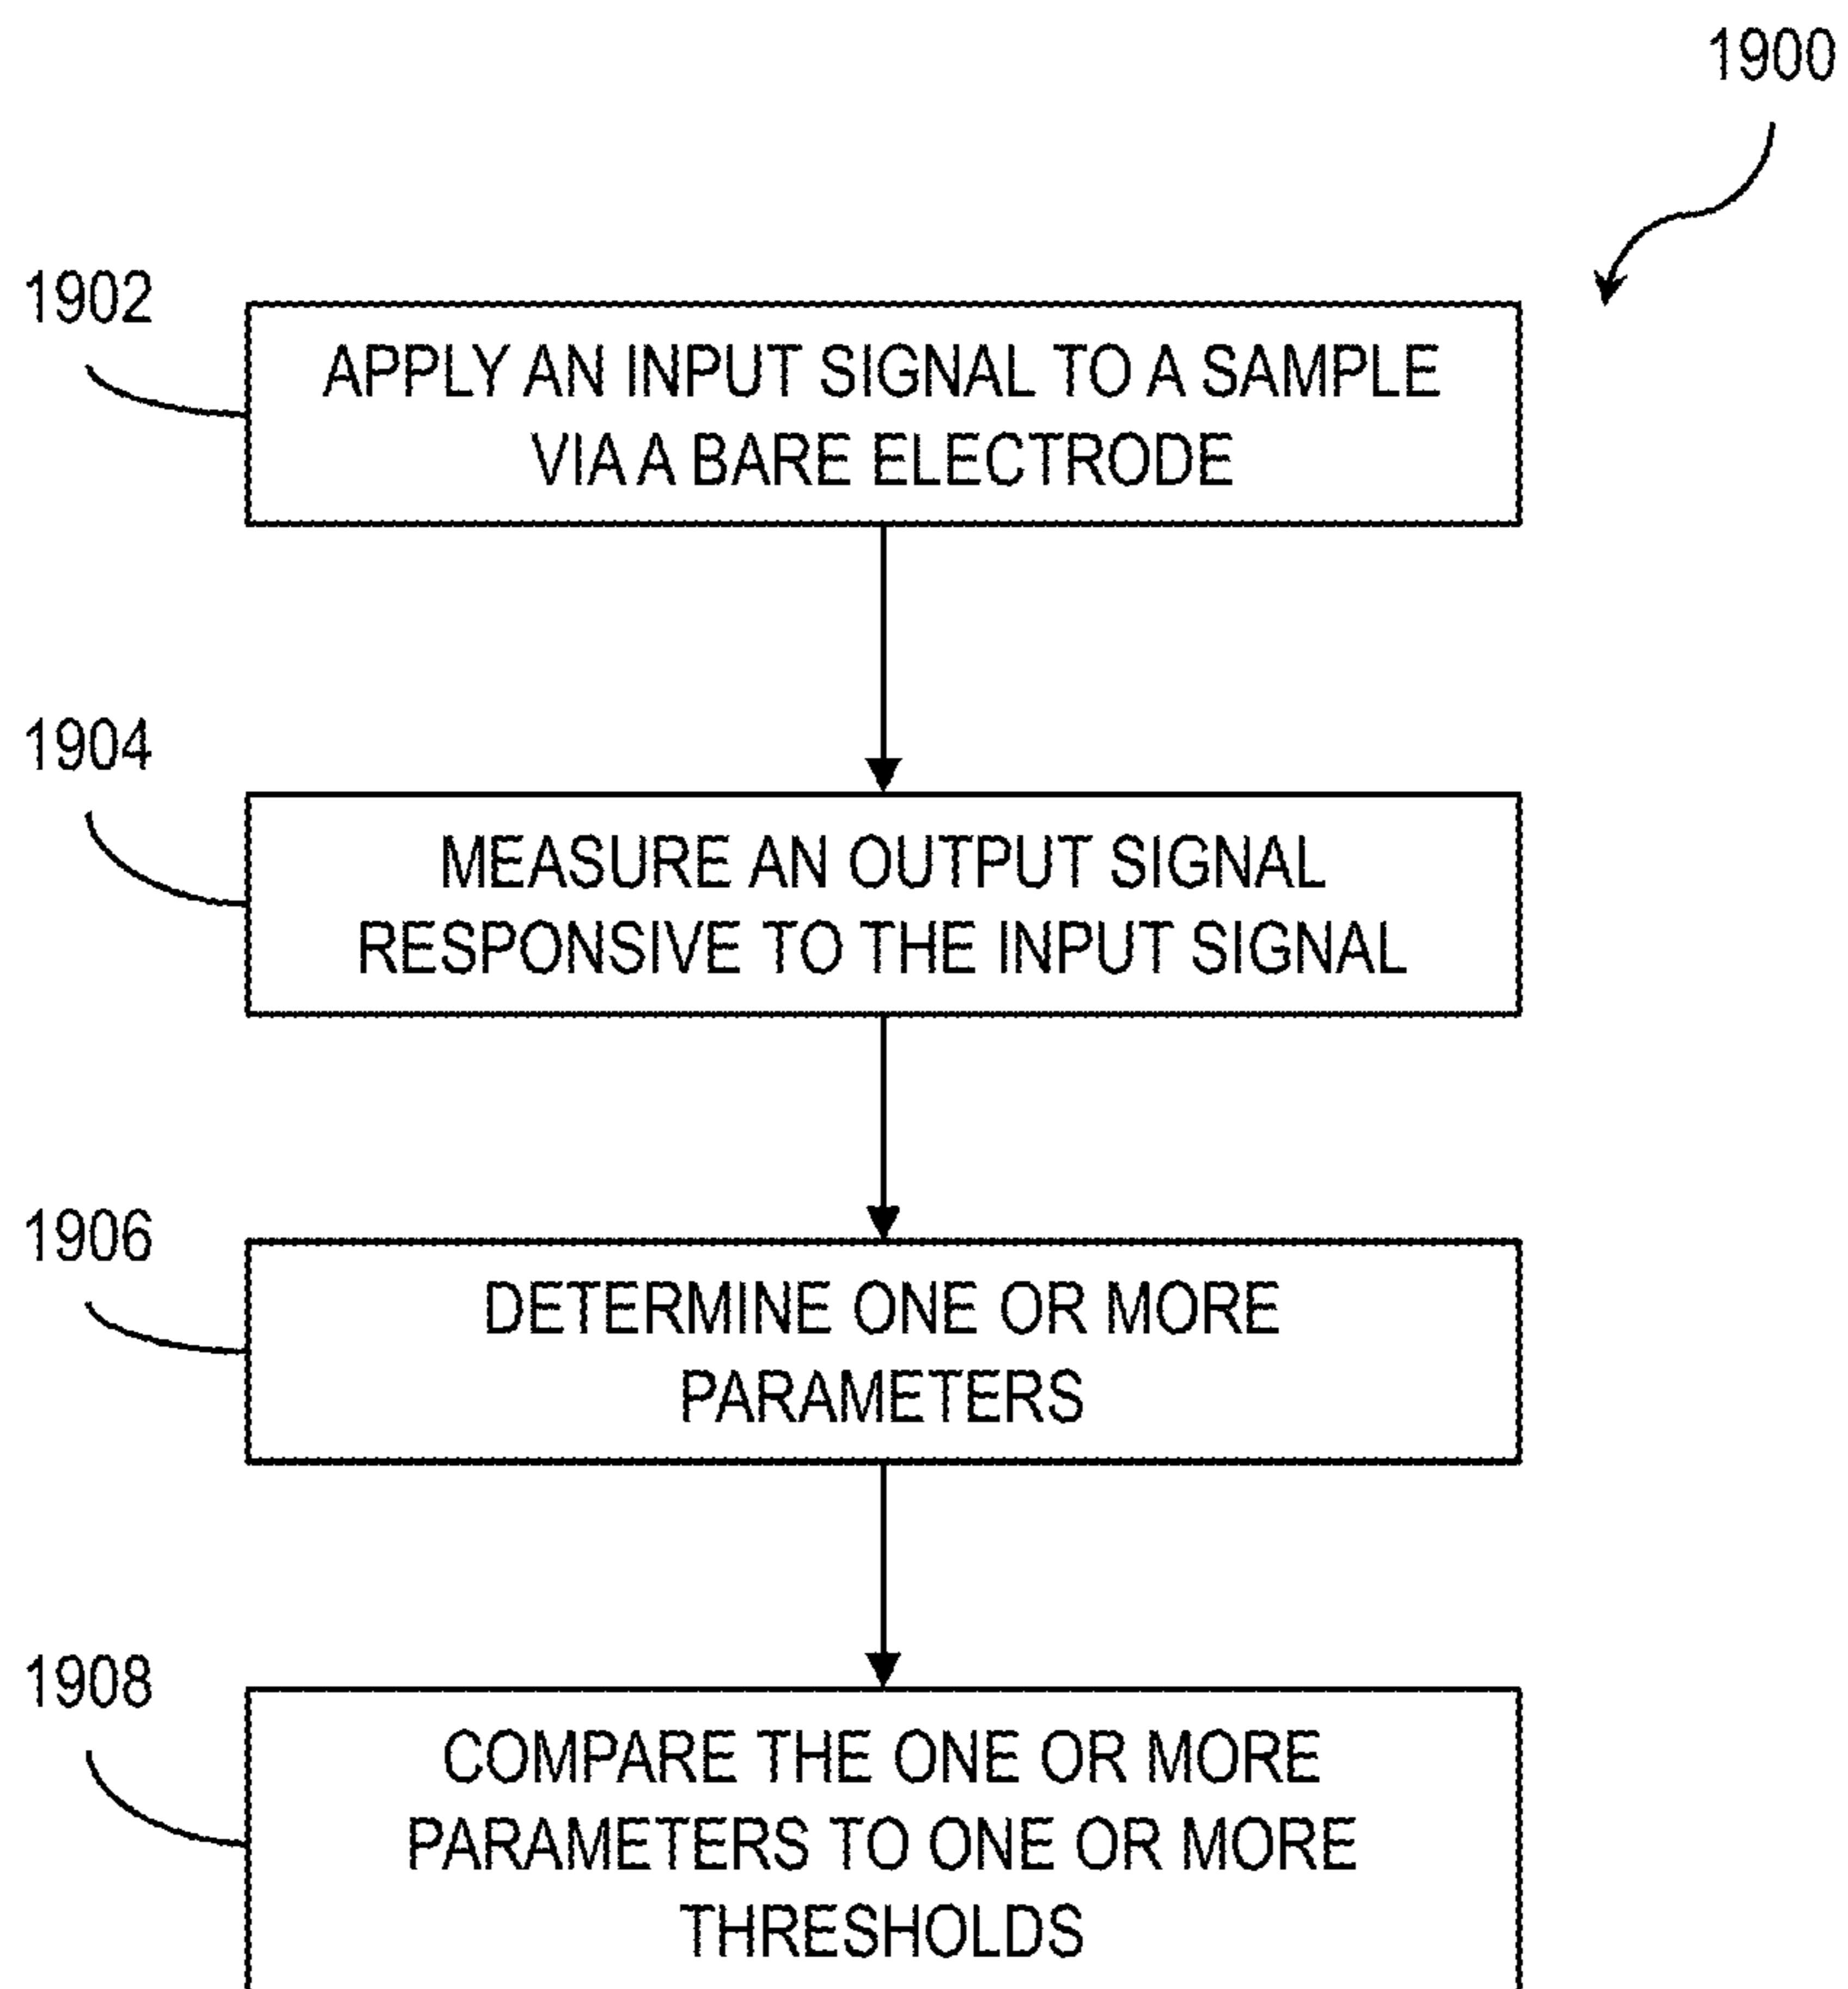 1900
1902
APPLY AN INPUT SIGNAL TO A SAMPLE
VIA A BARE ELECTRODE
1904
MEASURE AN OUTPUT SIGNAL
RESPONSIVE TO THE INPUT SIGNAL
1906
DETERMINE ONE OR MORE
PARAMETERS
1908
COMPARE THE ONE OR MORE
PARAMETERS TO ONE OR MORE
THRESHOLDS